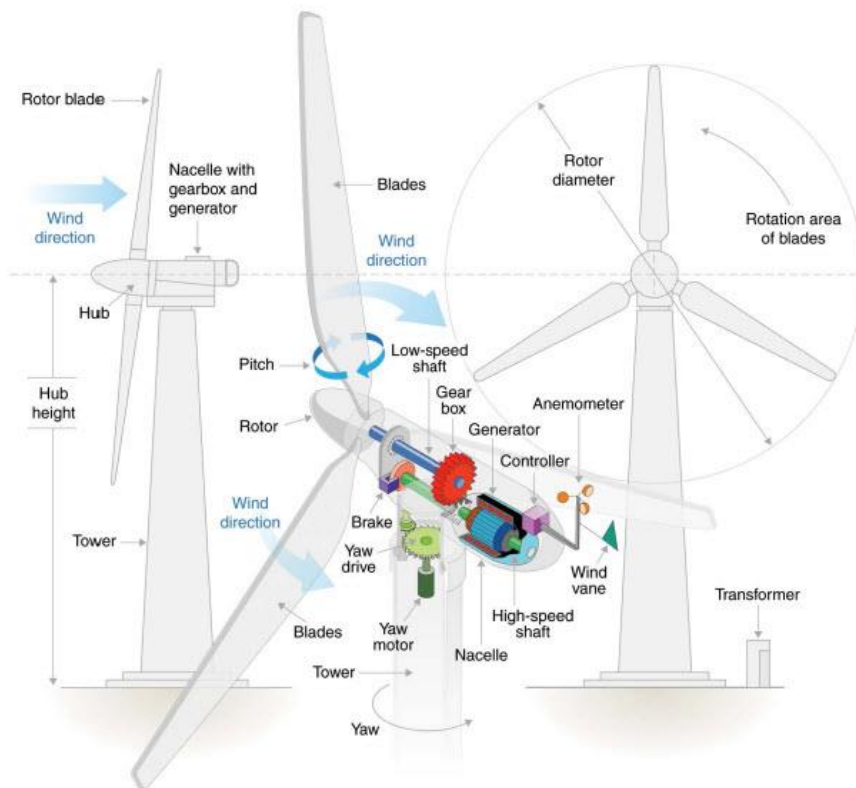 Rotor blade
Nacelle with
gearbox and
generator
Wind
direction
Hub
Hub
height
Tower
Blades
Wind
direction
Pitch
Low-speed
shaft
Gear
box
Rotor
Generator
Controller
Anemometer
Brake
Wind
direction
Yaw
drive
Yaw
motor
Blades
Tower
Yaw
Nacelle
High-speed
shaft
Wind
vane
Rotor
diameter
Rotation area
of blades
Transformer